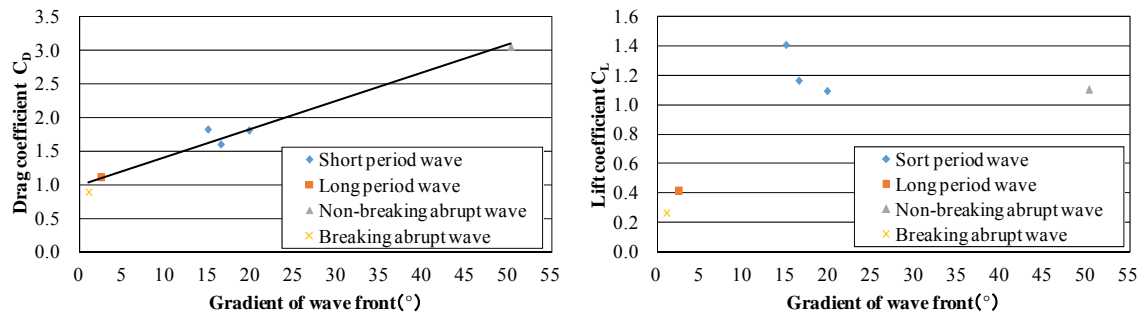 3.5
3.0
2.5
2.0
1.5
1.0
0.5
0.0
Drag coefficient C_D
Short period wave
Long period wave
Non-breaking abrupt wave
Breaking abrupt wave
0 5 10 15 20 25 30 35 40 45 50 55
Gradient of wave front(°)
1.6
1.4
1.2
1.0
0.8
0.6
0.4
0.2
0.0
Lift coefficient C_L
Sort period wave
Long period wave
Non-breaking abrupt wave
Breaking abrupt wave
0 5 10 15 20 25 30 35 40 45 50 55
Gradient of wave front(°)